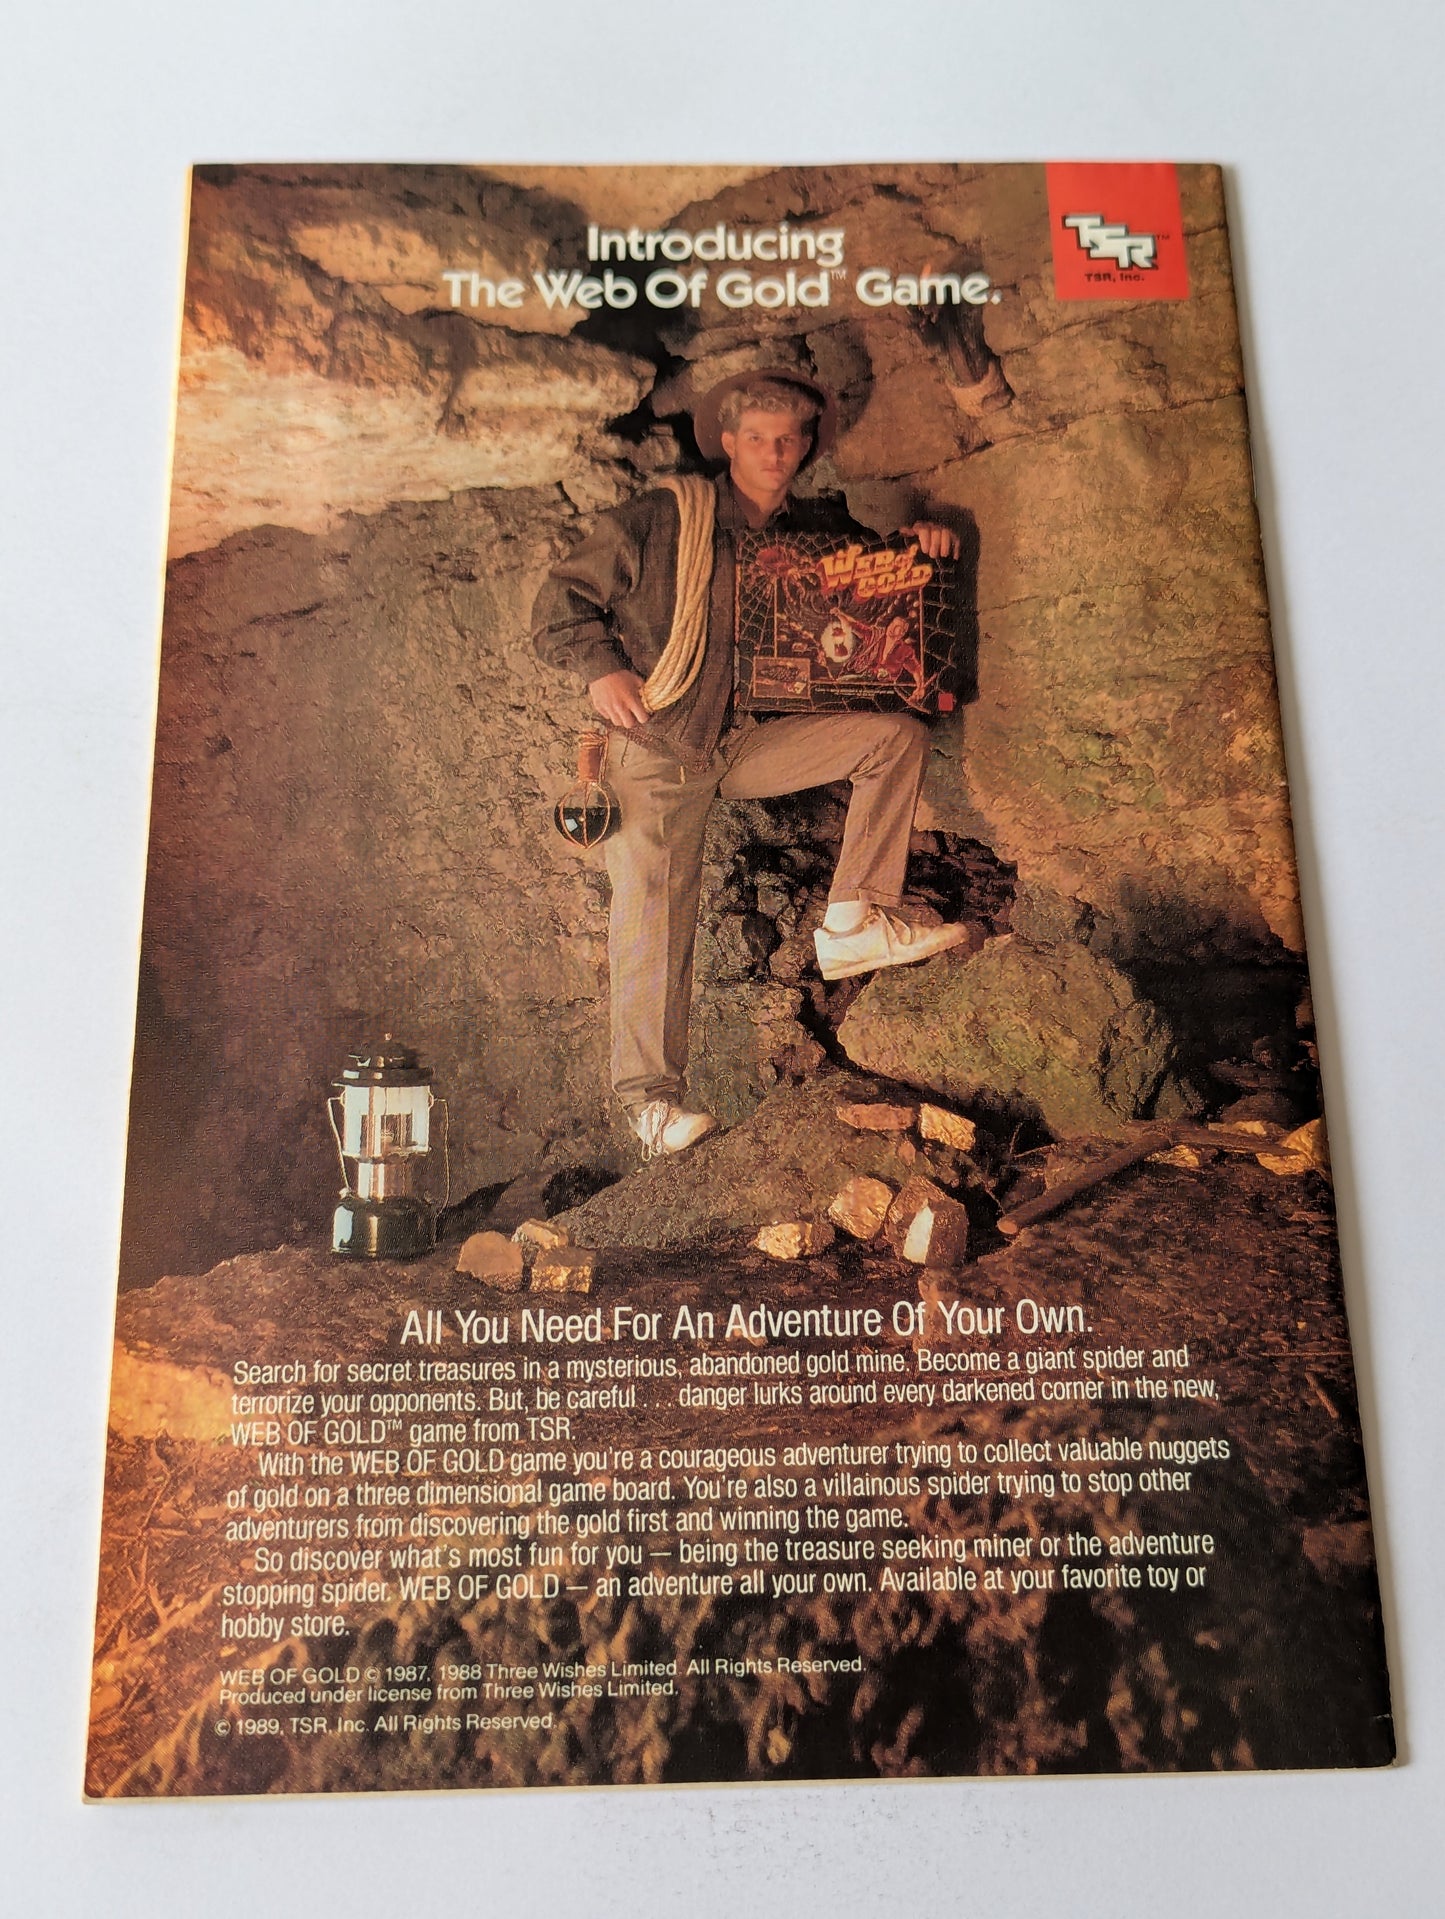 Introducing
The Web Of Gold™ Game.
TSR™
TSR, Inc.
WEB of
GOLD
All You Need For An Adventure Of Your Own.
Search for secret treasures in a mysterious, abandoned gold mine. Become a giant spider and
terrorize your opponents. But, be careful . . . danger lurks around every darkened corner in the new,
WEB OF GOLD™ game from TSR.
With the WEB OF GOLD game you're a courageous adventurer trying to collect valuable nuggets
of gold on a three dimensional game board. You're also a villainous spider trying to stop other
adventurers from discovering the gold first and winning the game.
So discover what's most fun for you — being the treasure seeking miner or the adventure
stopping spider. WEB OF GOLD — an adventure all your own. Available at your favorite toy or
hobby store.
WEB OF GOLD © 1987, 1988 Three Wishes Limited. All Rights Reserved.
Produced under license from Three Wishes Limited.
© 1989, TSR, Inc. All Rights Reserved.